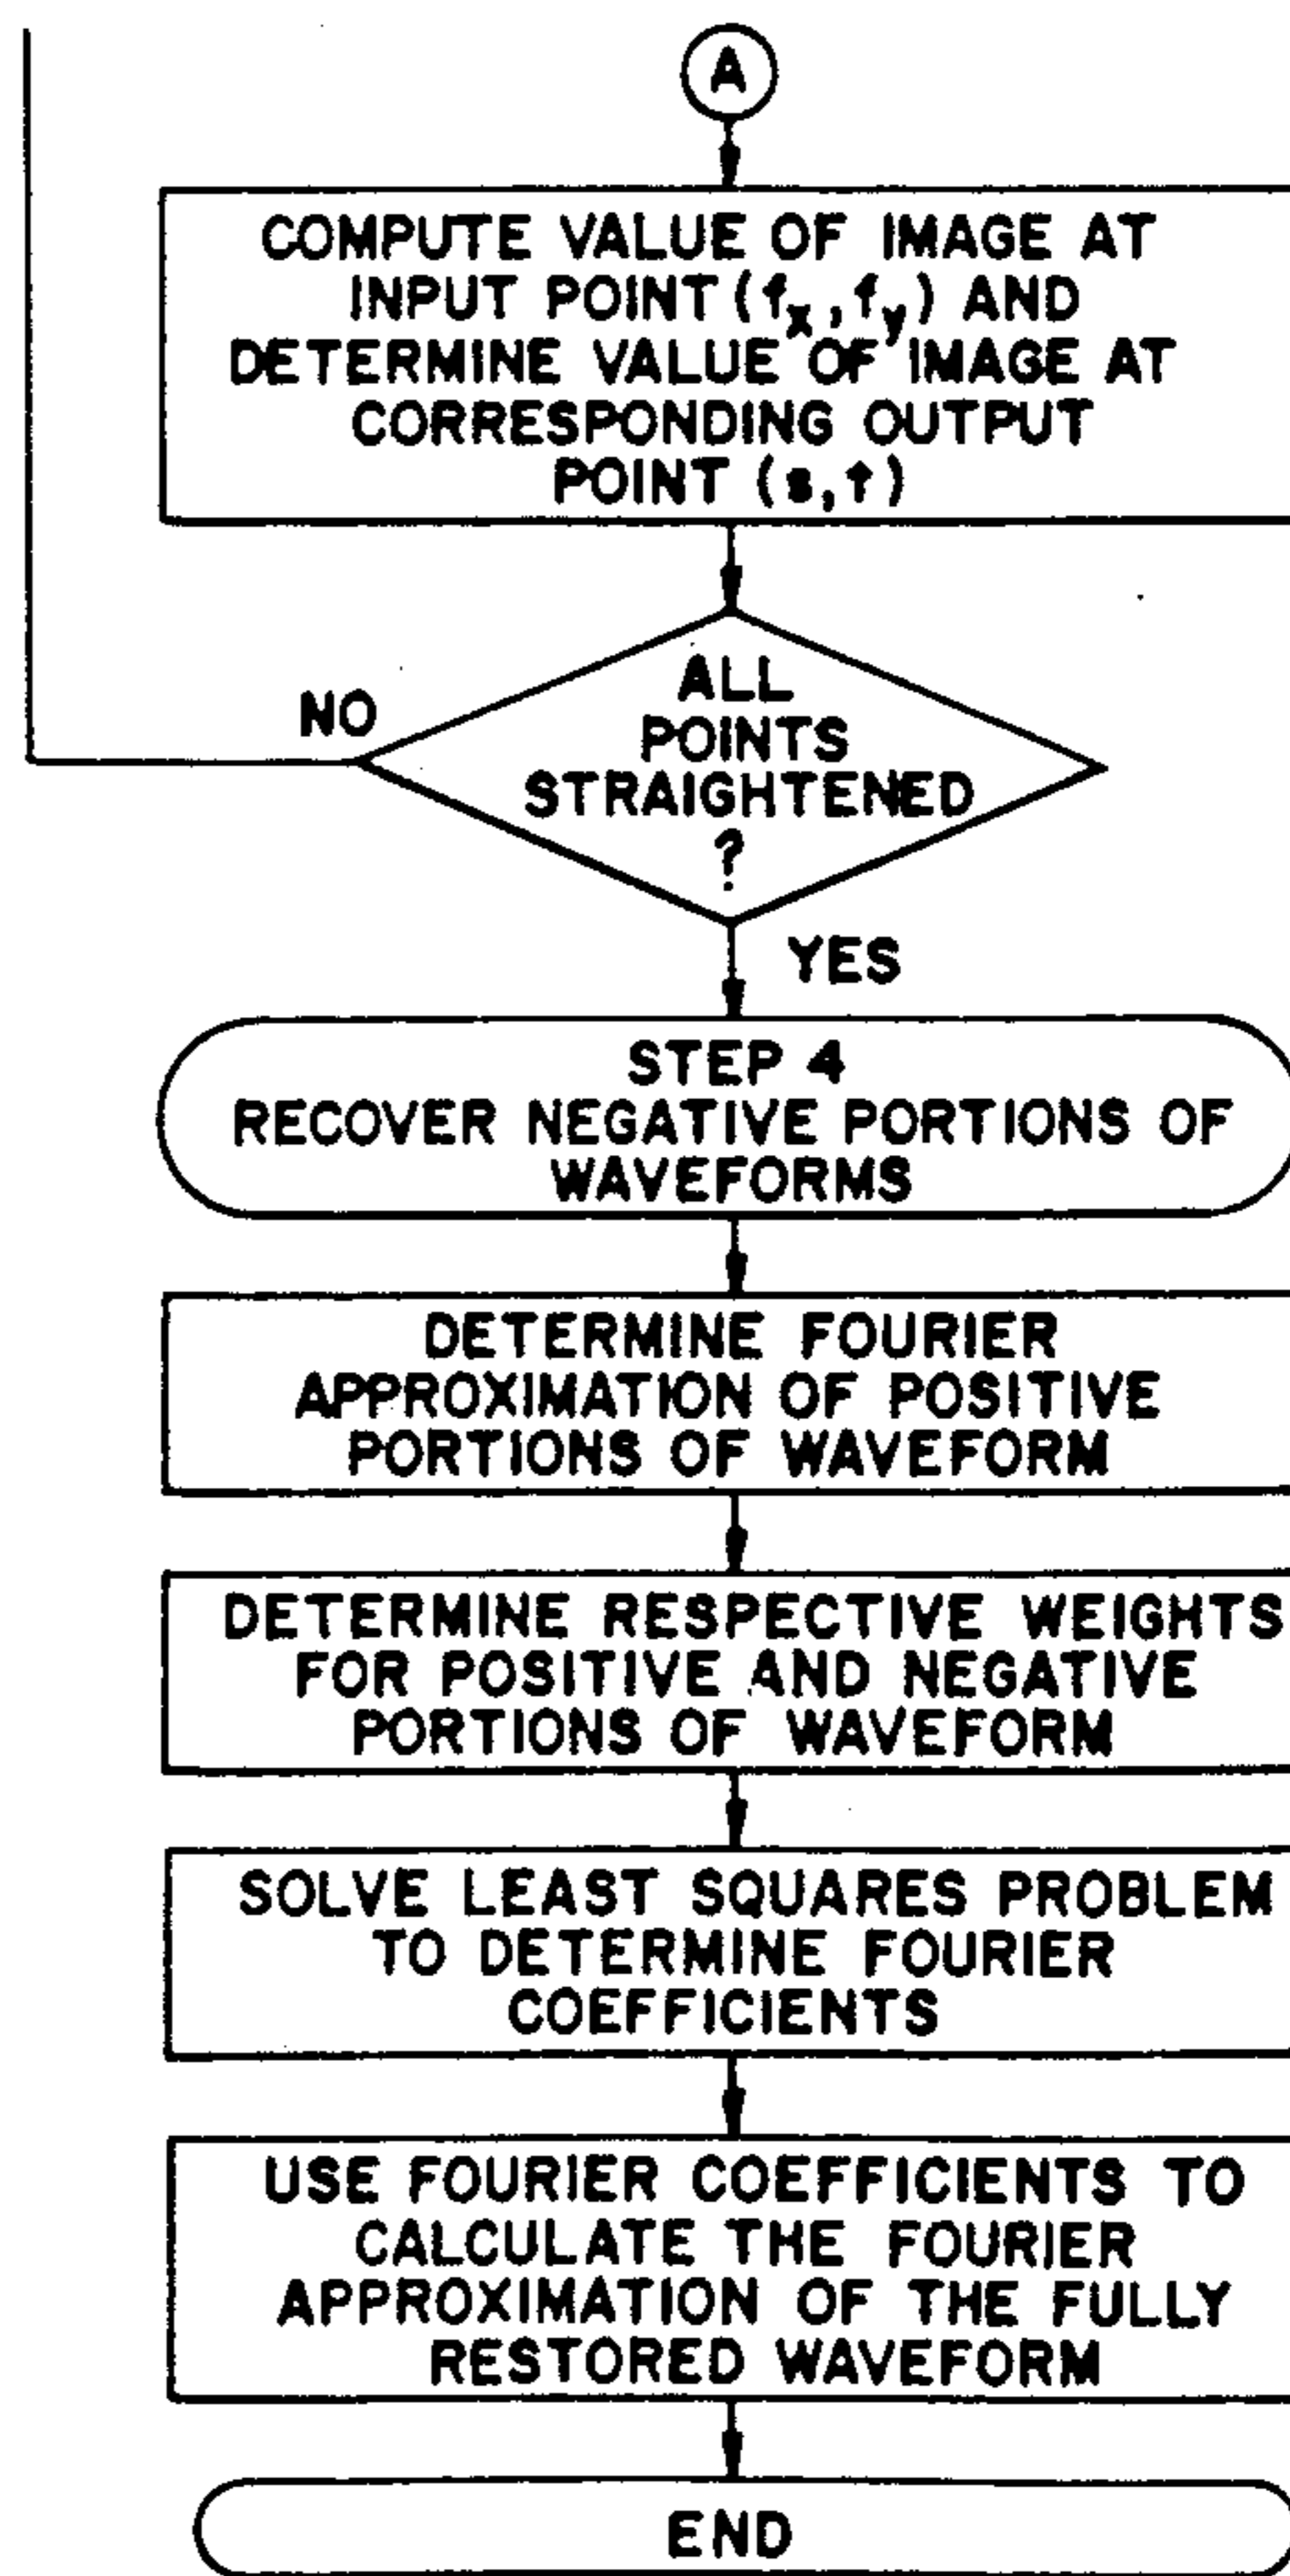 A
COMPUTE VALUE OF IMAGE AT
INPUT POINT (fx, fy) AND
DETERMINE VALUE OF IMAGE AT
CORRESPONDING OUTPUT
POINT (s,t)
NO
ALL
POINTS
STRAIGHTENED
?
YES
STEP 4
RECOVER NEGATIVE PORTIONS OF
WAVEFORMS
DETERMINE FOURIER
APPROXIMATION OF POSITIVE
PORTIONS OF WAVEFORM
DETERMINE RESPECTIVE WEIGHTS
FOR POSITIVE AND NEGATIVE
PORTIONS OF WAVEFORM
SOLVE LEAST SQUARES PROBLEM
TO DETERMINE FOURIER
COEFFICIENTS
USE FOURIER COEFFICIENTS TO
CALCULATE THE FOURIER
APPROXIMATION OF THE FULLY
RESTORED WAVEFORM
END